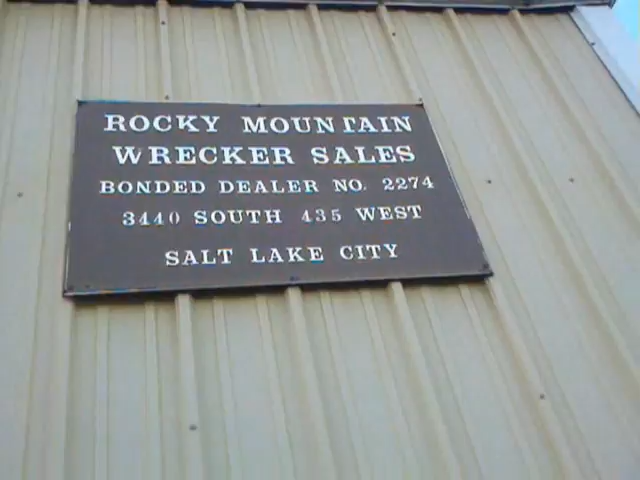 ROCKY MOUNTAIN
WRECKER SALES
BONDED DEALER NO. 2274
3440 SOUTH 435 WEST
SALT LAKE CITY